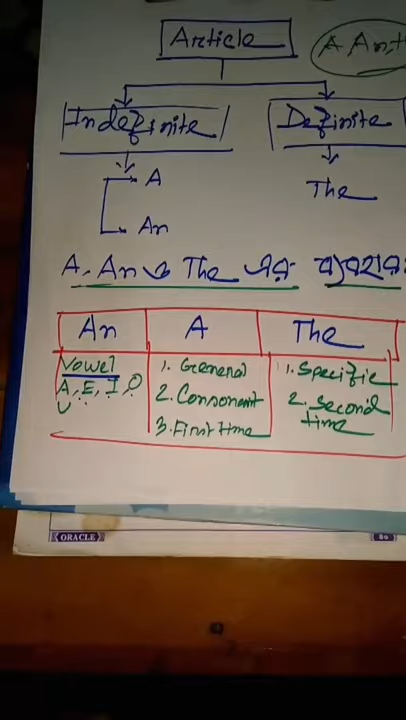 Article
A An,
Indefinite
Definite
A
An
The
A, An ও The এর ব্যবহার
An A The
Vowel
A, E, I, O
U
1. General
2. Consonant
3. First time
1. Specific
2. Second
time
ORACLE